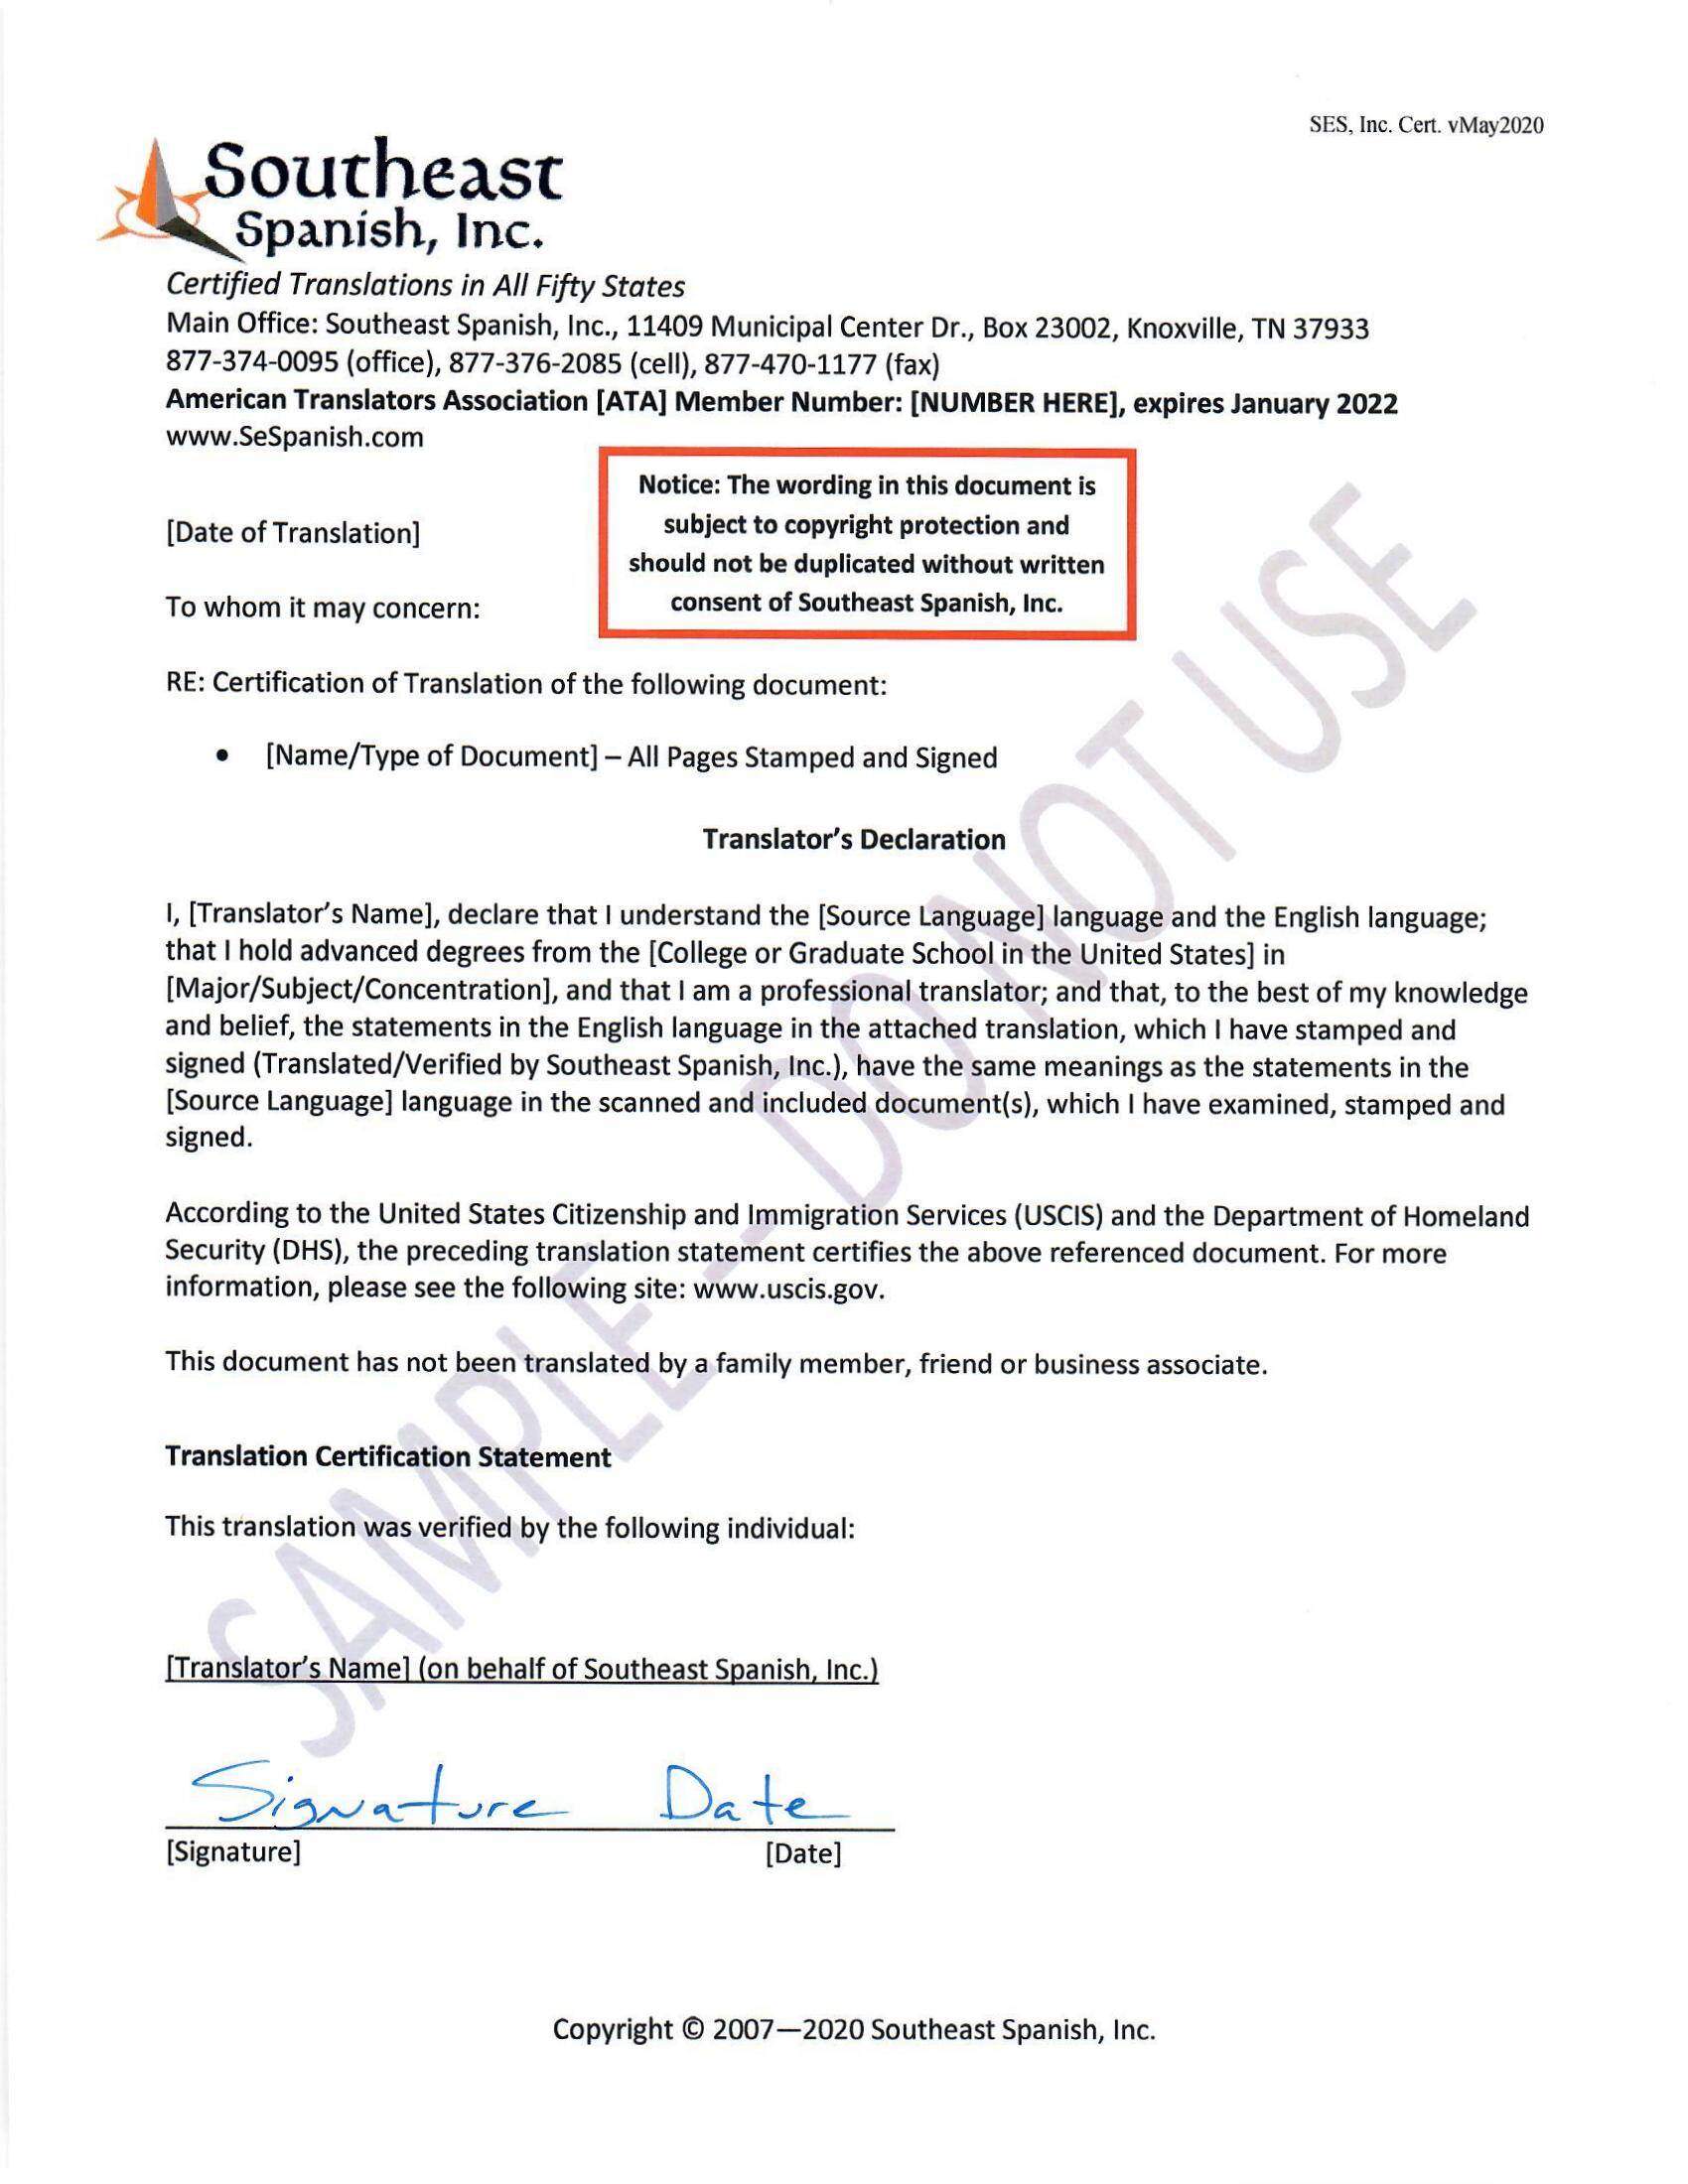 SES, Inc. Cert. vMay2020
Southeast
Spanish, Inc.
Certified Translations in All Fifty States
Main Office: Southeast Spanish, Inc., 11409 Municipal Center Dr., Box 23002, Knoxville, TN 37933
877-374-0095 (office), 877-376-2085 (cell), 877-470-1177 (fax)
American Translators Association [ATA] Member Number: [NUMBER HERE], expires January 2022
www.SeSpanish.com
Notice: The wording in this document is
subject to copyright protection and
should not be duplicated without written
consent of Southeast Spanish, Inc.
[Date of Translation]
To whom it may concern:
RE: Certification of Translation of the following document:
• [Name/Type of Document] – All Pages Stamped and Signed
Translator's Declaration
I, [Translator's Name], declare that I understand the [Source Language] language and the English language;
that I hold advanced degrees from the [College or Graduate School in the United States] in
[Major/Subject/Concentration], and that I am a professional translator; and that, to the best of my knowledge
and belief, the statements in the English language in the attached translation, which I have stamped and
signed (Translated/Verified by Southeast Spanish, Inc.), have the same meanings as the statements in the
[Source Language] language in the scanned and included document(s), which I have examined, stamped and
signed.
According to the United States Citizenship and Immigration Services (USCIS) and the Department of Homeland
Security (DHS), the preceding translation statement certifies the above referenced document. For more
information, please see the following site: www.uscis.gov.
This document has not been translated by a family member, friend or business associate.
Translation Certification Statement
This translation was verified by the following individual:
[Translator's Name] (on behalf of Southeast Spanish, Inc.)
Signature Date
[Signature] [Date]
Copyright © 2007—2020 Southeast Spanish, Inc.
SAMPLE -- DO NOT USE